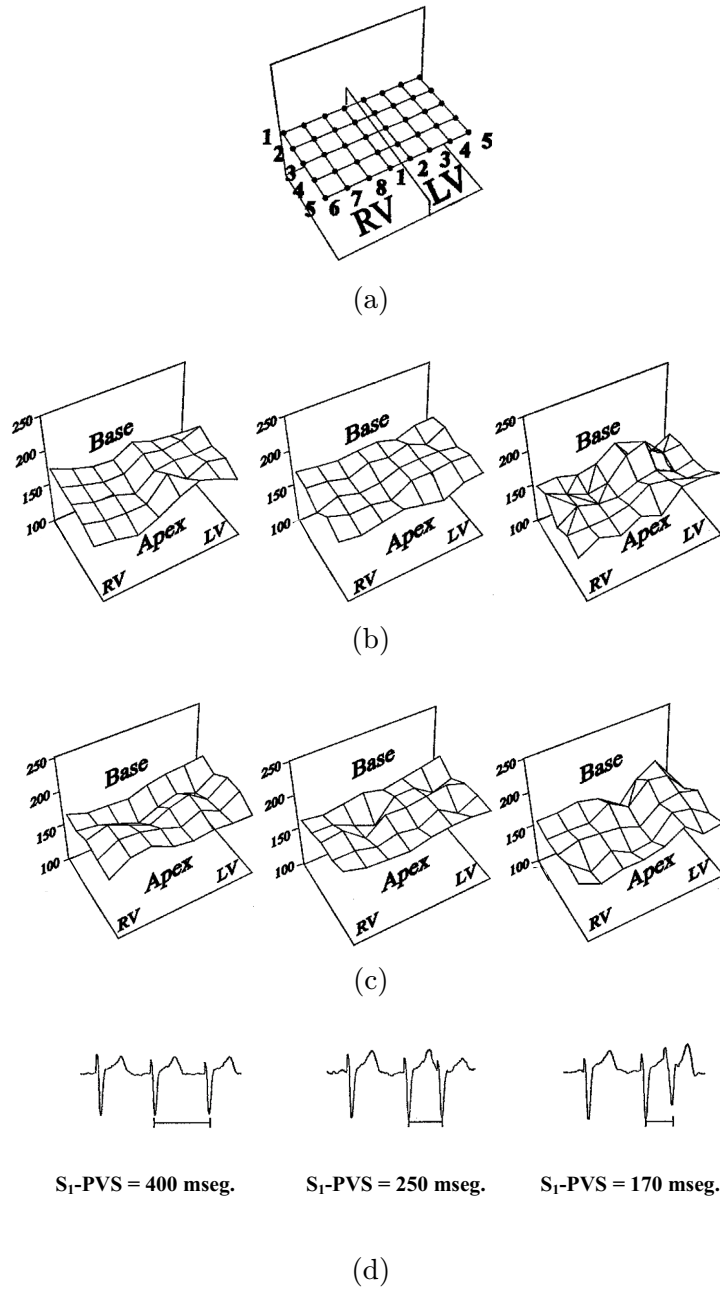 1
2
3
4
5 6 7 8 1 2 3 4 5
RV LV
(a)
250 200 150 100 Base Apex RV LV
250 200 150 100 Base Apex RV LV
250 200 150 100 Base Apex RV LV
(b)
250 200 150 100 Base Apex RV LV
250 200 150 100 Base Apex RV LV
250 200 150 100 Base Apex RV LV
(c)
S₁-PVS = 400 mseg. S₁-PVS = 250 mseg. S₁-PVS = 170 mseg.
(d)